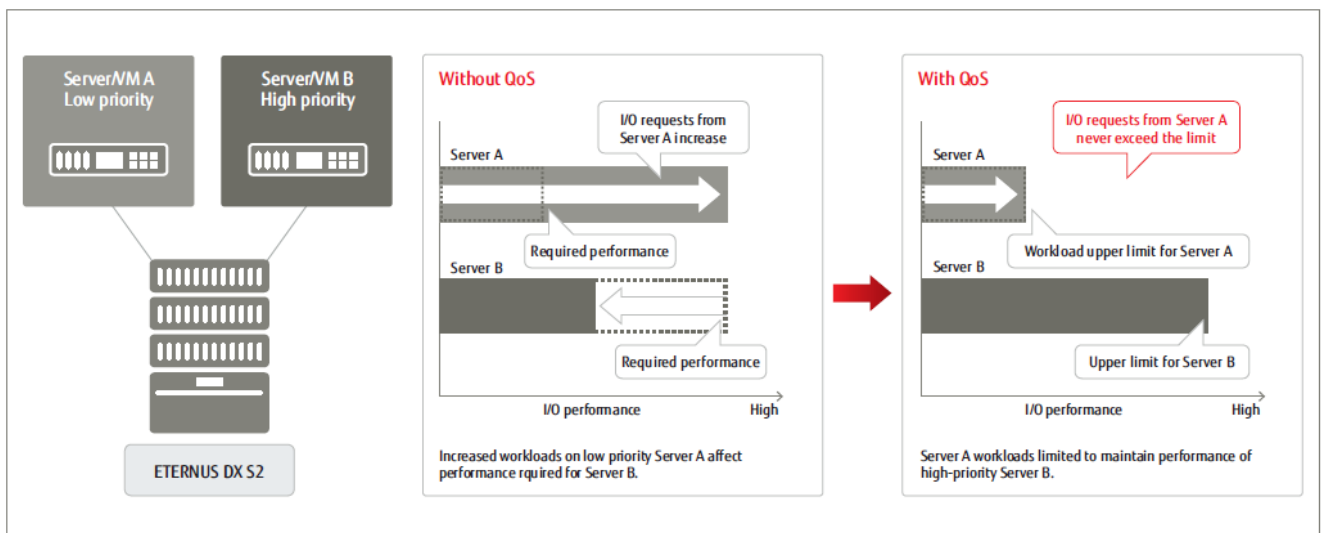 Server/VM A
Low priority
Server/VM B
High priority
ETERNUS DX S2
Without QoS
I/O requests from
Server A increase
Server A
Required performance
Server B
Required performance
I/O performance
High
Increased workloads on low priority Server A affect
performance rquired for Server B.
With QoS
I/O requests from Server A
never exceed the limit
Server A
Workload upper limit for Server A
Server B
Upper limit for Server B
I/O performance
High
Server A workloads limited to maintain performance of
high-priority Server B.